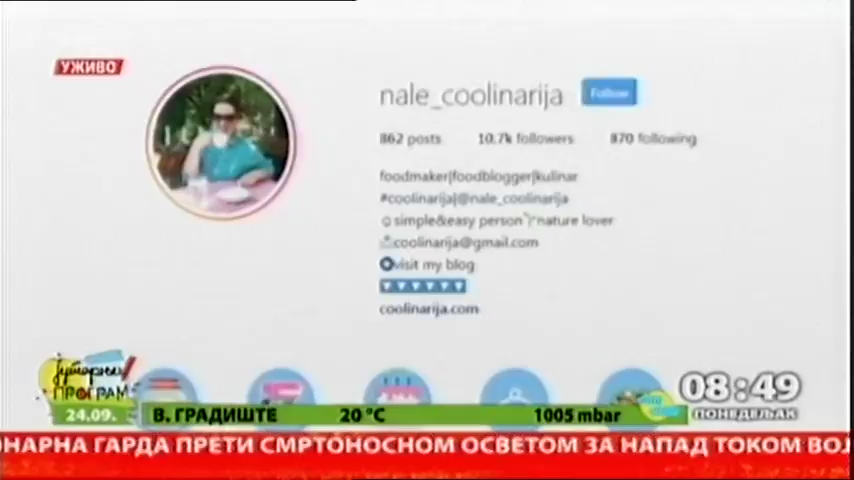 УЖИВО
nale_coolinarija Follow
862 posts 10.7k followers 870 following
foodmaker|foodblogger|kulinar
#coolinarija|@nale_coolinarija
simple&easy person nature lover
coolinarija@gmail.com
visit my blog
coolinarija.com
Јутарњи
ПРОГРАМ
08:49
24.09. В. ГРАДИШТЕ 20 °C 1005 mbar ПОНЕДЕЉАК
ОНАРНА ГАРДА ПРЕТИ СМРТОНОСНОМ ОСВЕТОМ ЗА НАПАД ТОКОМ ВОЈ